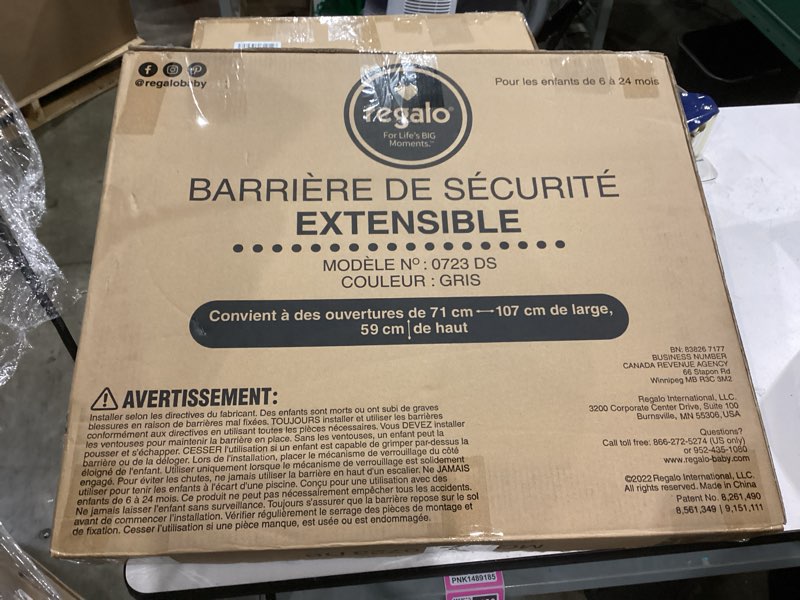 @regalobaby
Pour les enfants de 6 à 24 mois
regalo®
For Life's BIG
Moments.™
BARRIÈRE DE SÉCURITÉ
EXTENSIBLE
MODÈLE Nº : 0723 DS
COULEUR : GRIS
Convient à des ouvertures de 71 cm ↔ 107 cm de large,
59 cm de haut
BN: 83826 7177
BUSINESS NUMBER
CANADA REVENUE AGENCY
66 Stapon Rd
Winnipeg MB R3C 3M2
AVERTISSEMENT:
Installer selon les directives du fabricant. Des enfants sont morts ou ont subi de graves
blessures en raison de barrières mal fixées. TOUJOURS installer et utiliser les barrières
conformément aux directives en utilisant toutes les pièces nécessaires. Vous DEVEZ installer
les ventouses pour maintenir la barrière en place. Sans les ventouses, un enfant peut la
pousser et s'échapper. CESSER l'utilisation si un enfant est capable de grimper par-dessus la
barrière ou de la déloger. Lors de l'installation, placer le mécanisme de verrouillage du côté
éloigné de l'enfant. Utiliser uniquement lorsque le mécanisme de verrouillage est solidement
engagé. Pour éviter les chutes, ne jamais utiliser la barrière en haut d'un escalier. Ne JAMAIS
utiliser pour tenir les enfants à l'écart d'une piscine. Conçu pour une utilisation avec des
enfants de 6 à 24 mois. Ce produit ne peut pas nécessairement empêcher tous les accidents.
Ne jamais laisser l'enfant sans surveillance. Toujours s'assurer que la barrière repose sur le sol
avant de commencer l'installation. Vérifier régulièrement le serrage des pièces de montage et
de fixation. Cesser l'utilisation si une pièce manque, est usée ou est endommagée.
Regalo International, LLC.
3200 Corporate Center Drive, Suite 100
Burnsville, MN 55306, USA
Questions?
Call toll free: 866-272-5274 (US only)
or 952-435-1080
www.regalo-baby.com
©2022 Regalo International, LLC.
All rights reserved. Made in China
Patent No. 8,261,490
8,561,349 | 9,151,111
PNK1489185